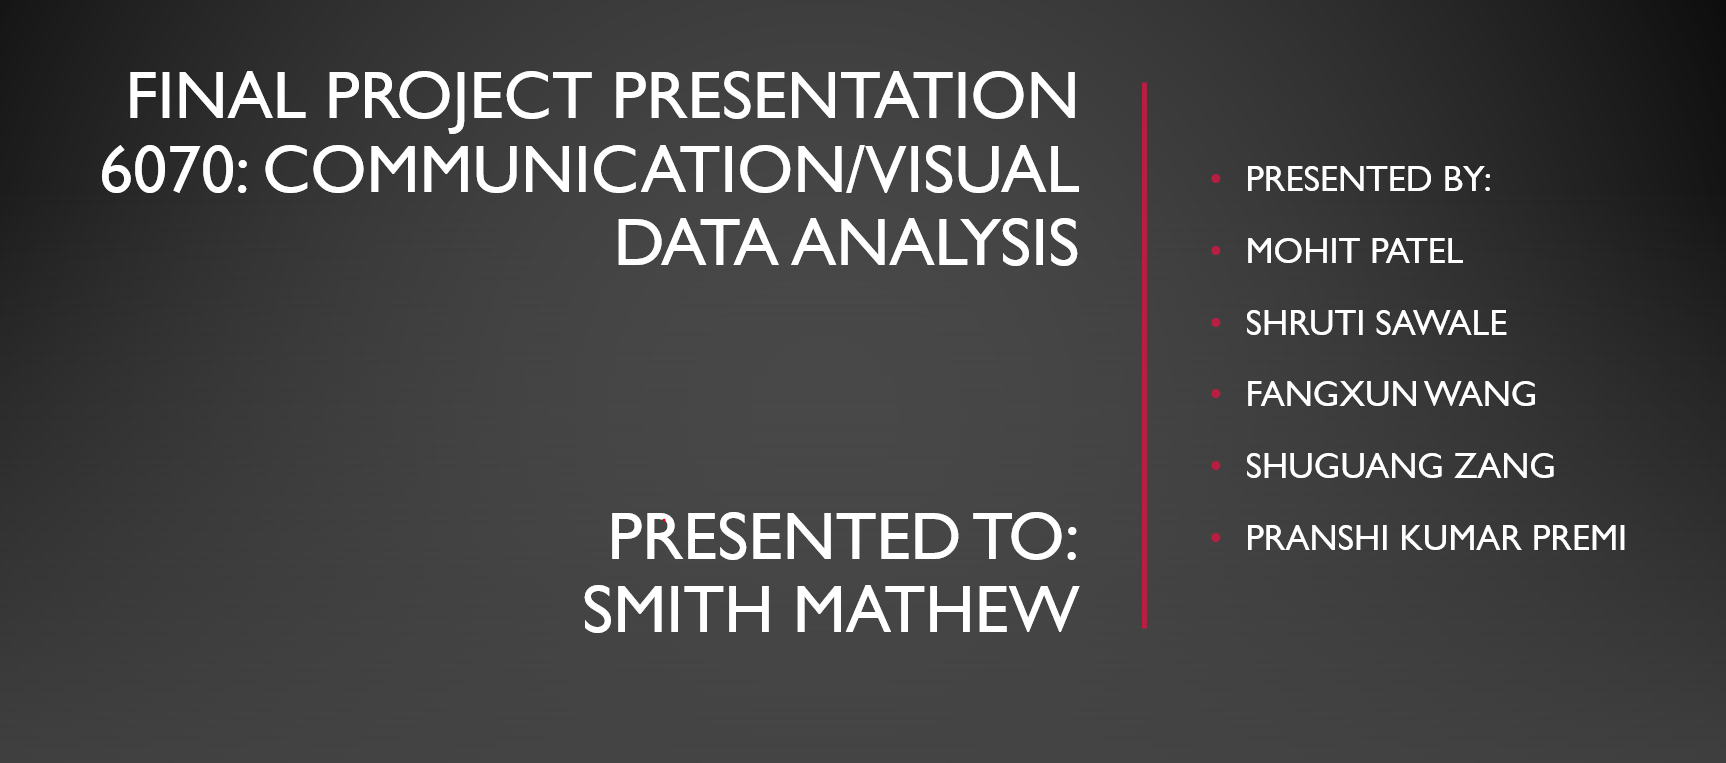 FINAL PROJECT PRESENTATION
6070: COMMUNICATION/VISUAL
DATA ANALYSIS
PRESENTED TO:
SMITH MATHEW
• PRESENTED BY:
• MOHIT PATEL
• SHRUTI SAWALE
• FANGXUN WANG
• SHUGUANG ZANG
• PRANSHI KUMAR PREMI